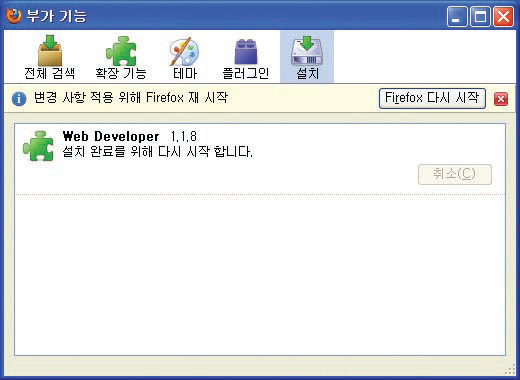 부가 기능
전체 검색 확장 기능 테마 플러그인 설치
변경 사항 적용 위해 Firefox 재 시작 Firefox 다시 시작
Web Developer 1,1,8
설치 완료를 위해 다시 시작 합니다,
취소(C)